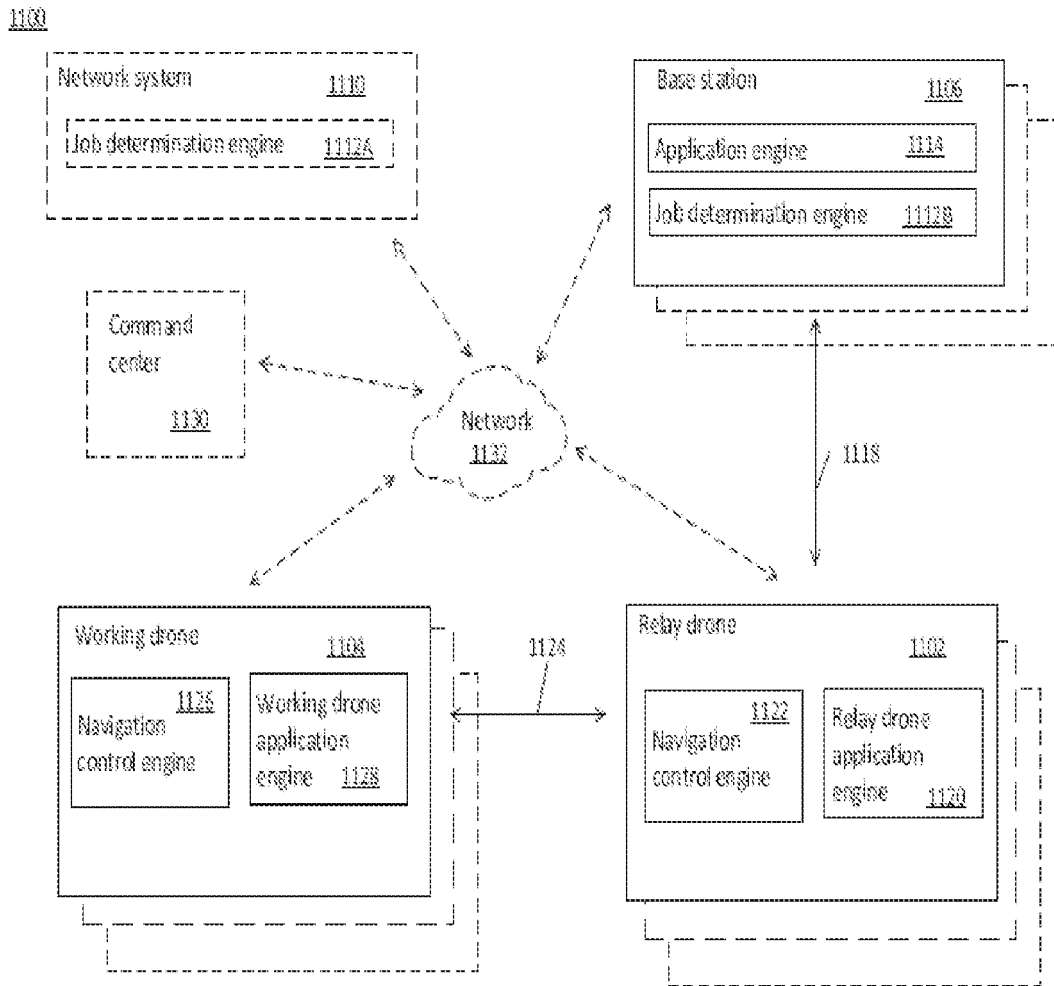 1100
Network system
1110
Job determination engine
1112A
Base station
1106
Application engine
1114
Job determination engine
1112B
Command
center
1130
Network
1132
1118
Working drone
1104
1126
Navigation
control engine
Working drone
application
engine
1128
1124
Relay drone
1102
1122
Navigation
control engine
Relay drone
application
engine
1120